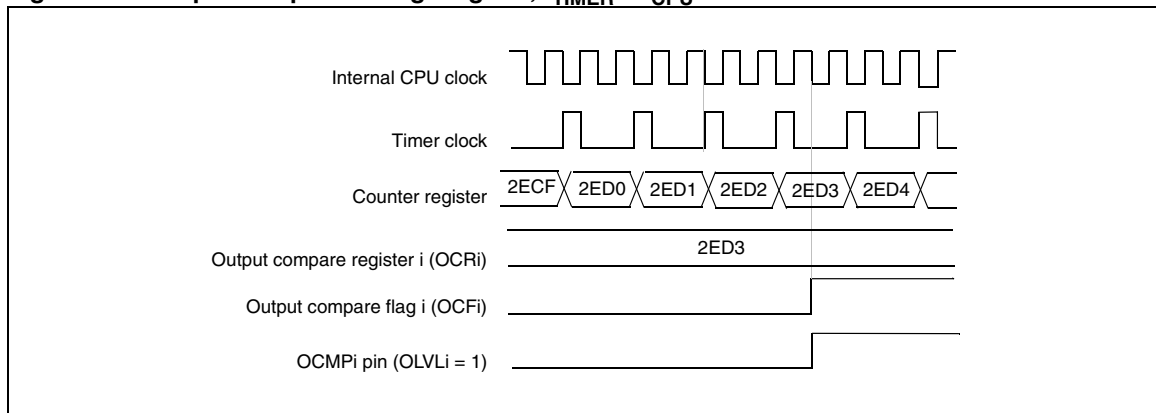 Internal CPU clock
Timer clock
Counter register
2ECF 2ED0 2ED1 2ED2 2ED3 2ED4
Output compare register i (OCRi)
2ED3
Output compare flag i (OCFi)
OCMPi pin (OLVLi = 1)